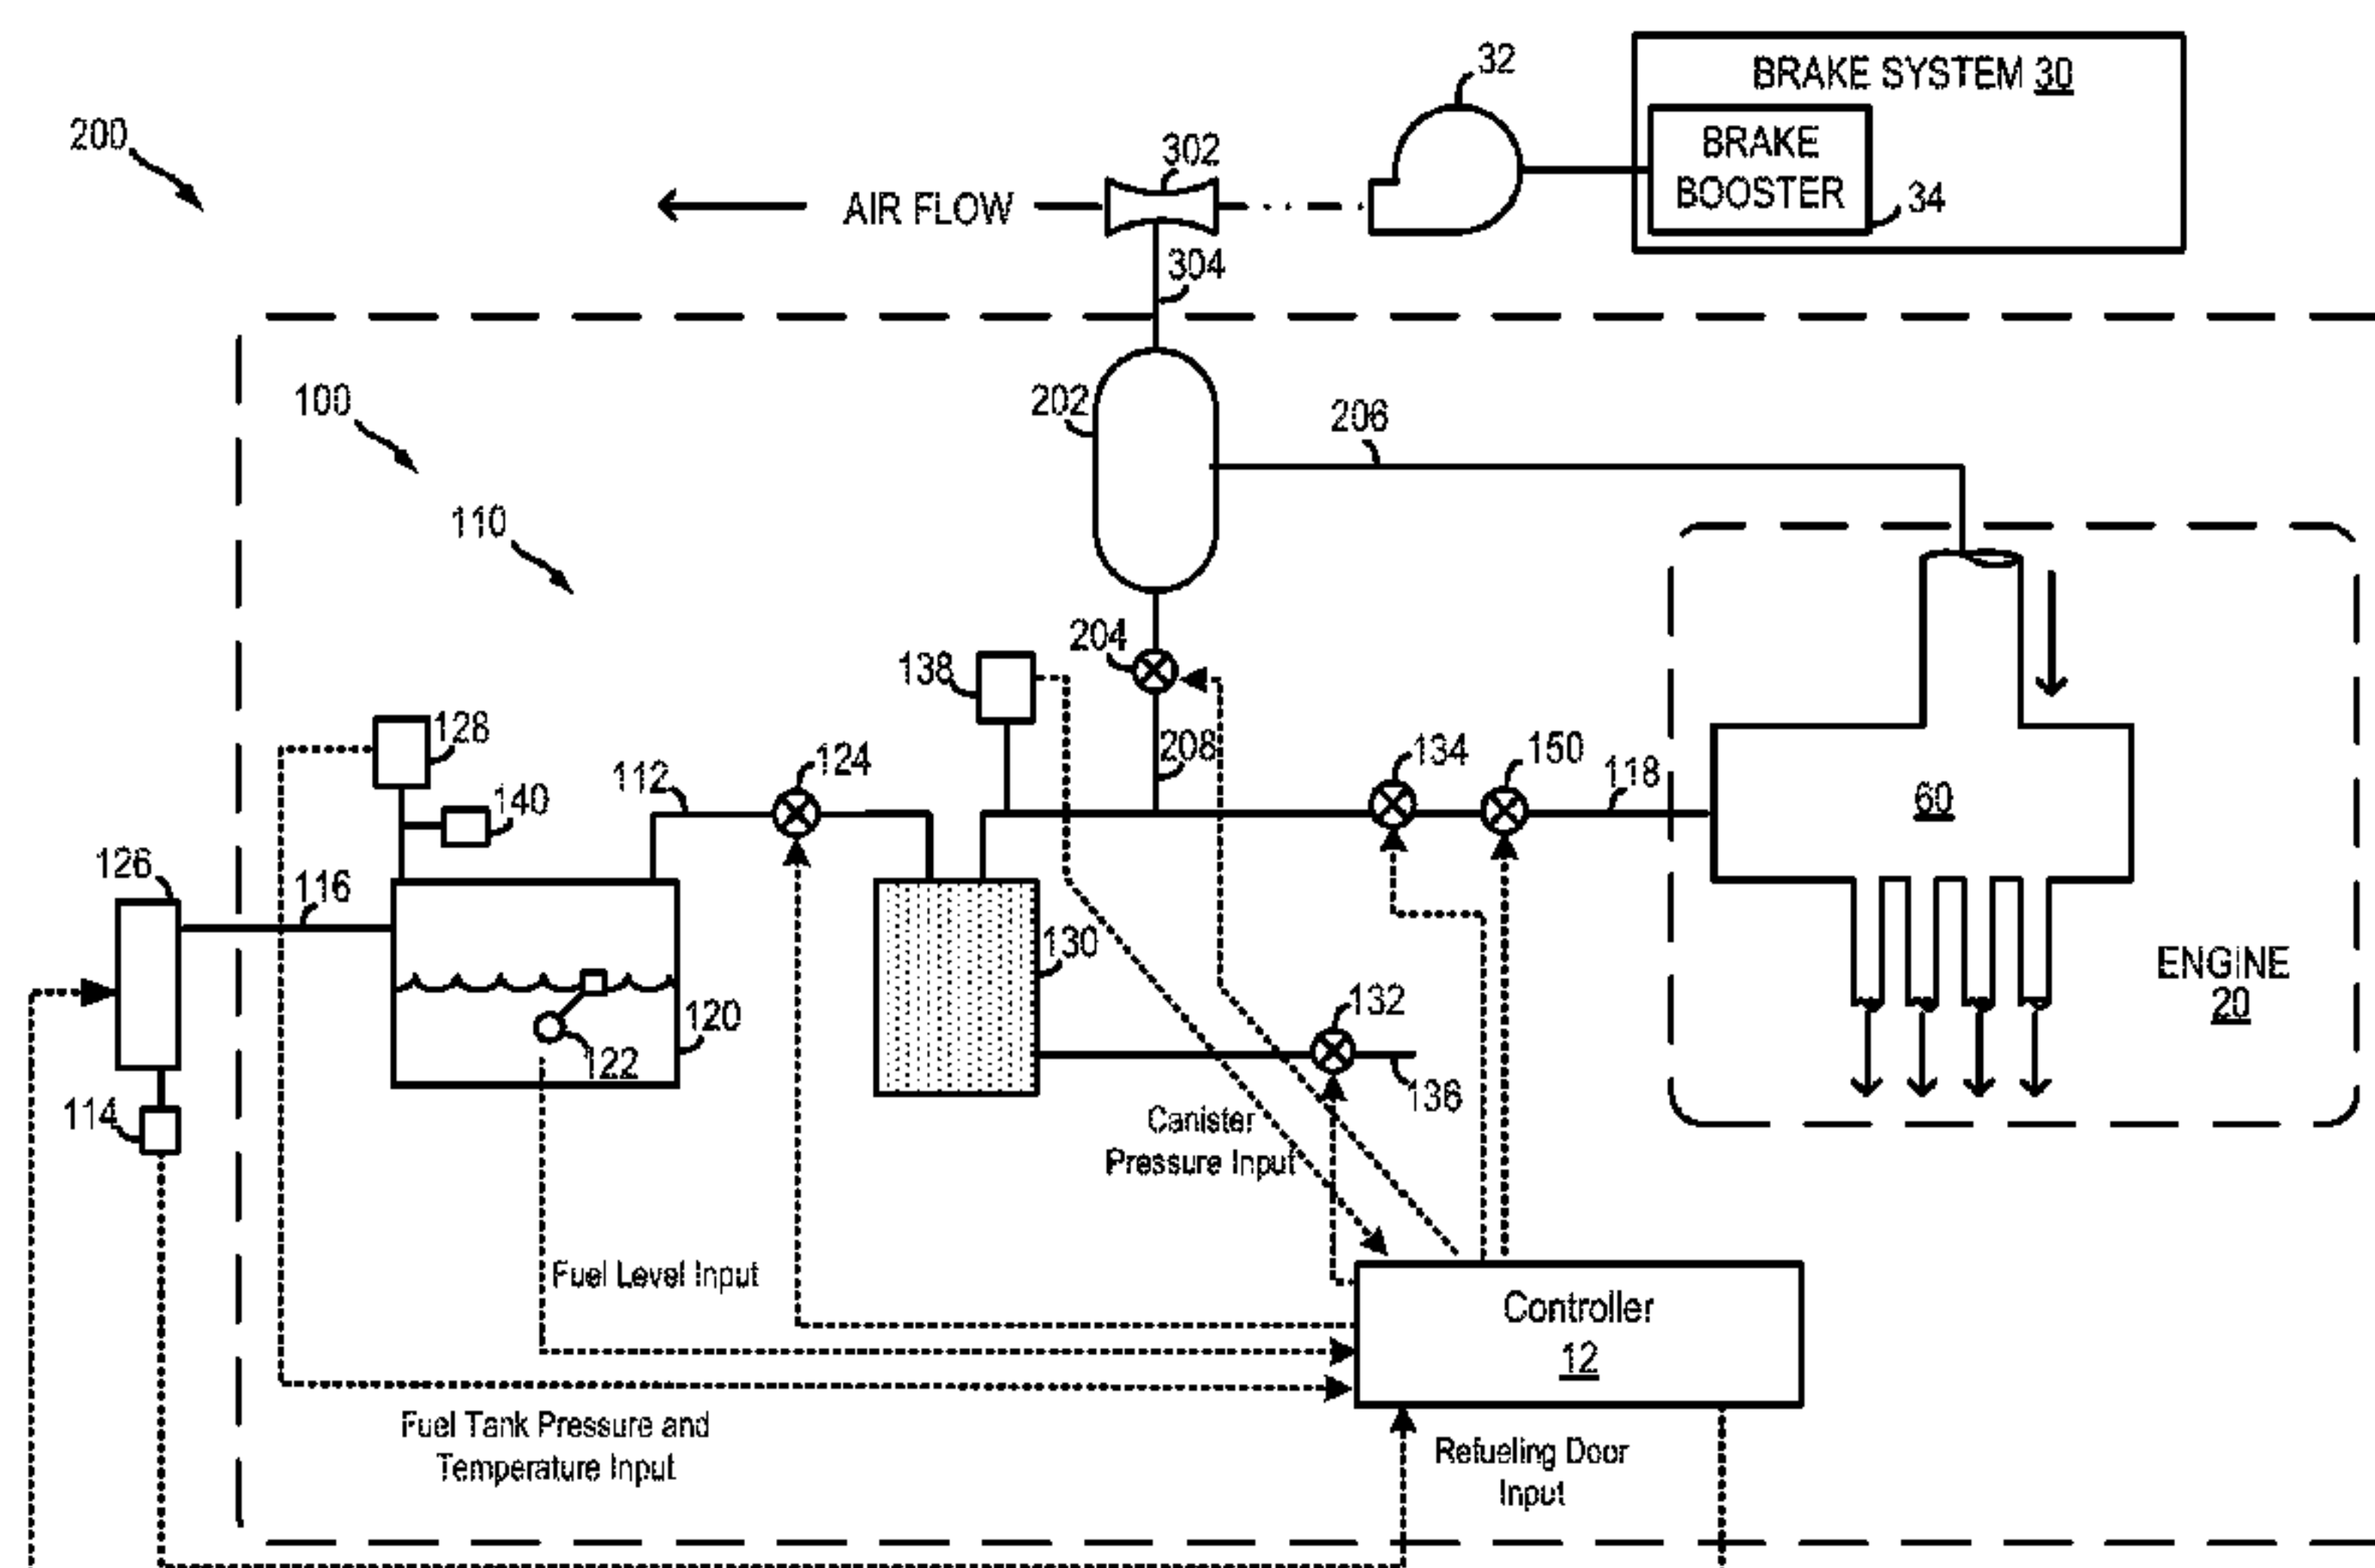 32
BRAKE SYSTEM 30
200
302
BRAKE
BOOSTER
34
AIR FLOW
304
100
202
206
110
204
138
128
208
134
150
112
124
118
140
60
126
116
130
ENGINE
20
132
120
122
136
114
Canister
Pressure Input
Fuel Level Input
Controller
12
Fuel Tank Pressure and
Temperature Input
Refueling Door
Input